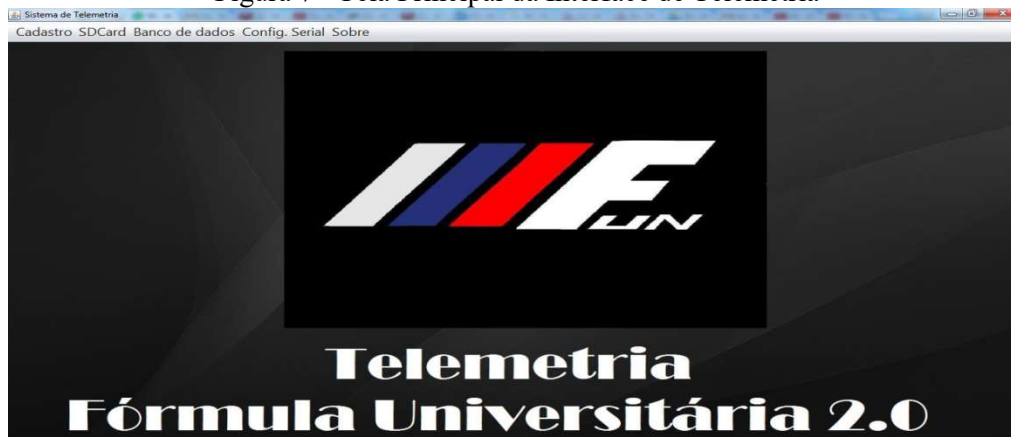 Sistema de Telemetria
Cadastro SDCard Banco de dados Config. Serial Sobre
F
UN
Telemetria
Fórmula Universitária 2.0